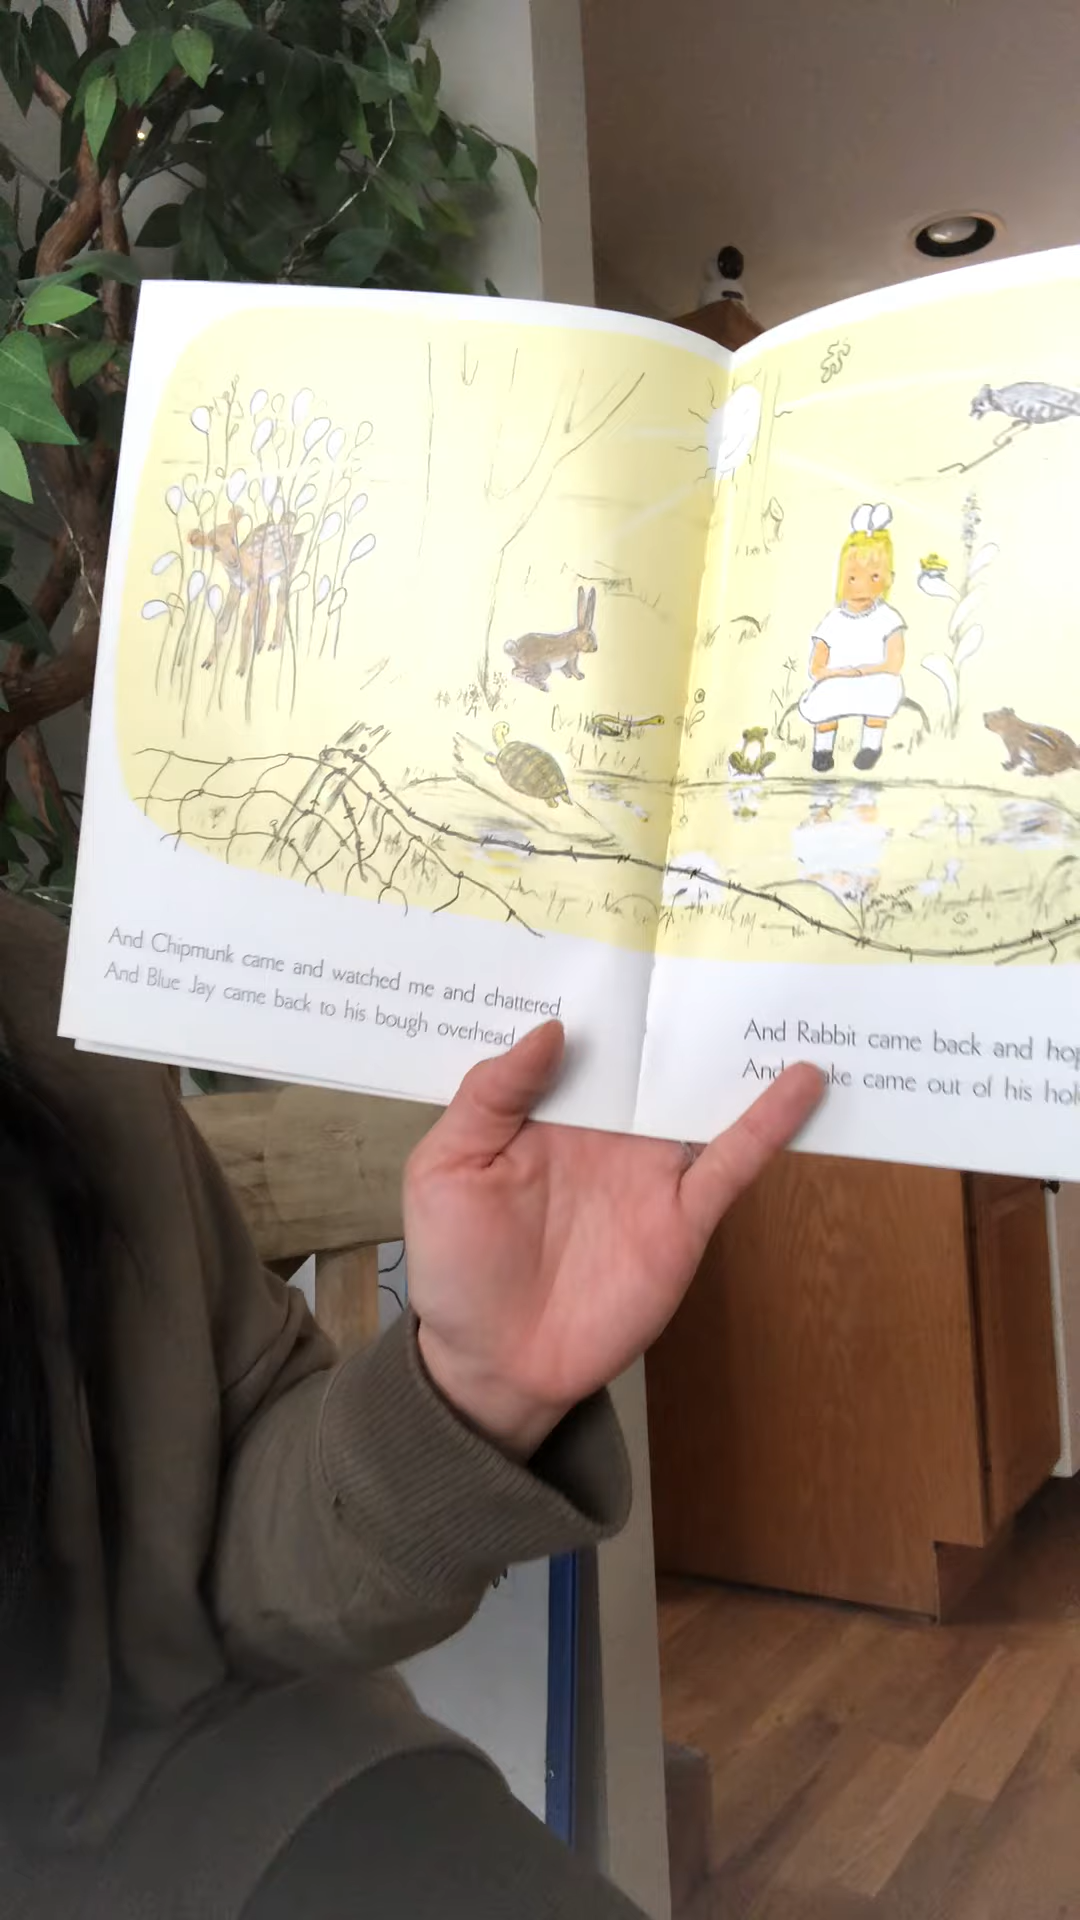 And Chipmunk came and watched me and chattered.
And Blue Jay came back to his bough overhead
And Rabbit came back and
And came out of his